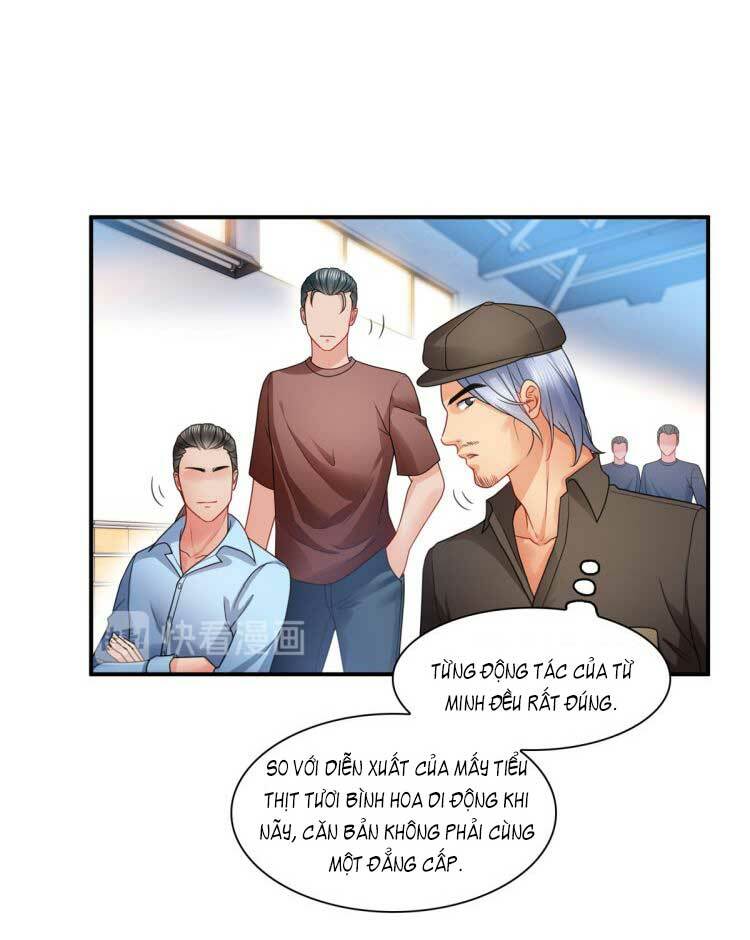 快看漫画
TỪNG ĐỘNG TÁC CỦA TỪ
MINH ĐỀU RẤT ĐÚNG.
SO VỚI DIỄN XUẤT CỦA MẤY TIỂU
THỊT TƯƠI BÌNH HOA DI ĐỘNG KHI
NÃY, CĂN BẢN KHÔNG PHẢI CÙNG
MỘT ĐẲNG CẤP.